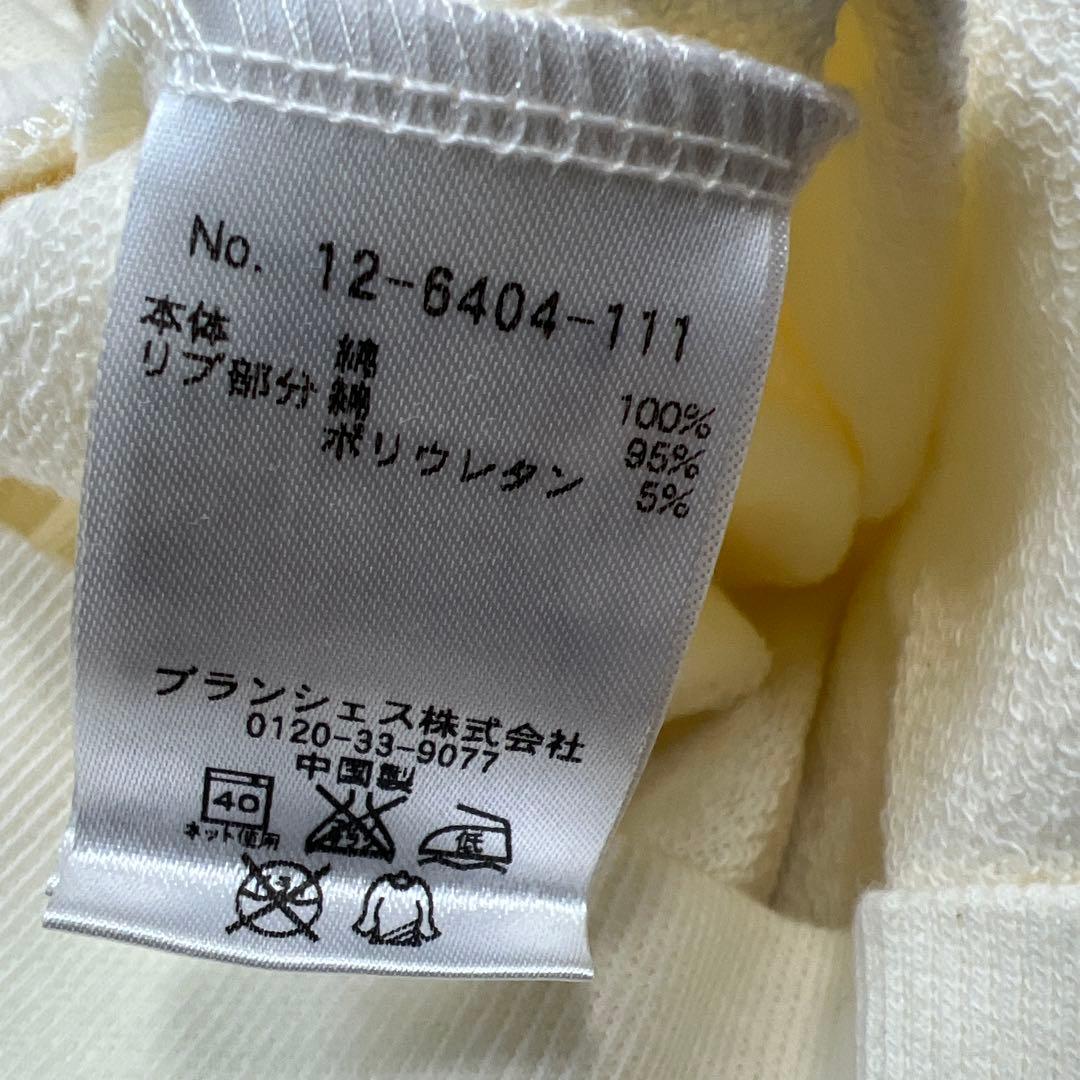 No. 12-6404-111
本体 綿 100%
リブ部分 綿 95%
ポリウレタン 5%
ブランシェス株式会社
0120-33-9077
中国製
40
ネット使用
低